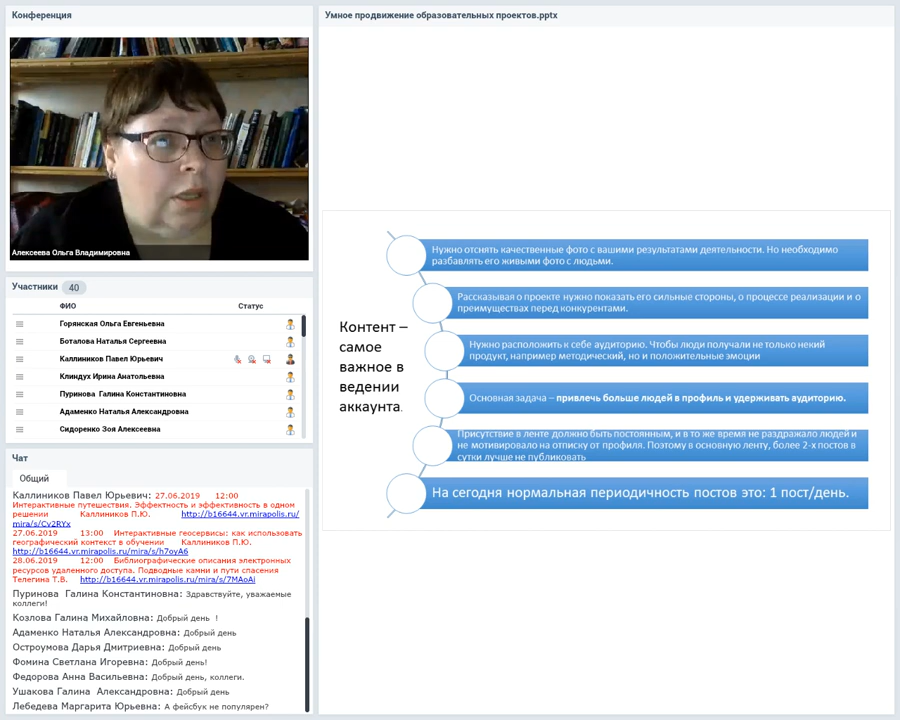 Конференция
Алексеева Ольга Владимировна
Участники 40
ФИО Статус
Горянская Ольга Евгеньевна
Боталова Наталья Сергеевна
Каллиников Павел Юрьевич
Клиндух Ирина Анатольевна
Пуринова Галина Константиновна
Адаменко Наталья Александровна
Сидоренко Зоя Алексеевна
Чат
Общий
Каллиников Павел Юрьевич: 27.06.2019 12:00
Интерактивные путешествия. Эффектность и эффективность в одном
решении Каллиников П.Ю. http://b16644.vr.mirapolis.ru/
mira/s/Cv2RYx
27.06.2019 13:00 Интерактивные геосервисы: как использовать
географический контекст в обучении Каллиников П.Ю.
http://b16644.vr.mirapolis.ru/mira/s/h7oyA6
28.06.2019 12:00 Библиографические описания электронных
ресурсов удаленного доступа. Подводные камни и пути спасения
Телегина Т.В. http://b16644.vr.mirapolis.ru/mira/s/7MAoAi
Пуринова Галина Константиновна: Здравствуйте, уважаемые
коллеги!
Козлова Галина Михайловна: Добрый день !
Адаменко Наталья Александровна: Добрый день
Остроумова Дарья Дмитриевна: Добрый день
Фомина Светлана Игоревна: Добрый день!
Федорова Анна Васильевна: Добрый день, коллеги.
Ушакова Галина Александровна: Добрый день
Лебедева Маргарита Юрьевна: А фейсбук не популярен?
Умное продвижение образовательных проектов.pptx
Контент –
самое
важное в
ведении
аккаунта.
Нужно отснять качественные фото с вашими результатами деятельности. Но необходимо
разбавлять его живыми фото с людьми.
Рассказывая о проекте нужно показать его сильные стороны, о процессе реализации и о
преимуществах перед конкурентами.
Нужно расположить к себе аудиторию. Чтобы люди получали не только некий
продукт, например методический, но и положительные эмоции
Основная задача – привлечь больше людей в профиль и удерживать аудиторию.
Присутствие в ленте должно быть постоянным, и в то же время не раздражало людей и
не мотивировало на отписку от профиля. Поэтому в основную ленту, более 2-х постов в
сутки лучше не публиковать
На сегодня нормальная периодичность постов это: 1 пост/день.